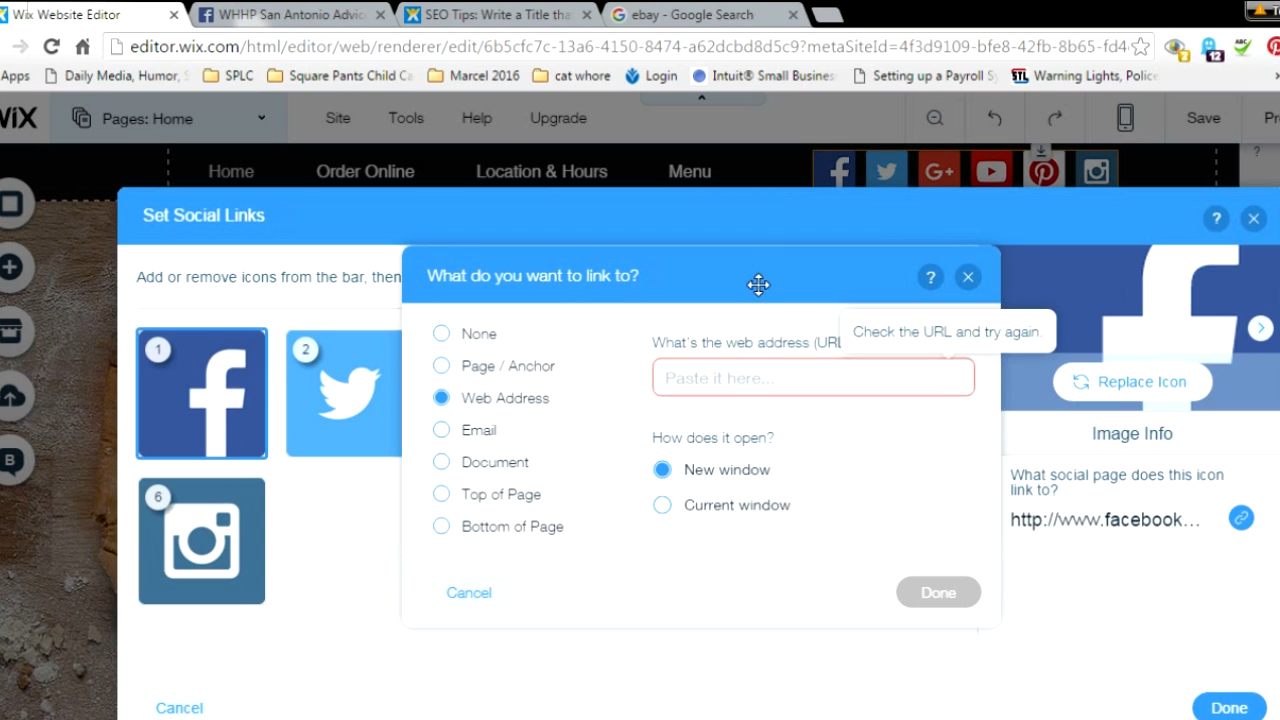 Wix Website Editor
WHHP San Antonio Advic
SEO Tips: Write a Title tha
ebay - Google Search
editor.wix.com/html/editor/web/renderer/edit/6b5cfc7c-13a6-4150-8474-a62dcbd8d5c9?metaSiteId=4f3d9109-bfe8-42fb-8b65-fd4
Apps
Daily Media, Humor,
SPLC
Square Pants Child Ca
Marcel 2016
cat whore
Login
Intuit® Small Busines
Setting up a Payroll Sy
Warning Lights, Police
WiX
Pages: Home
Site
Tools
Help
Upgrade
Save
Home
Order Online
Location & Hours
Menu
Set Social Links
?
Add or remove icons from the bar, then
What do you want to link to?
?
1
2
6
None
Page / Anchor
Web Address
Email
Document
Top of Page
Bottom of Page
What's the web address (URL
Check the URL and try again.
Paste it here...
How does it open?
New window
Current window
Cancel
Done
Replace Icon
Image Info
What social page does this icon
link to?
http://www.facebook...
Cancel
Done